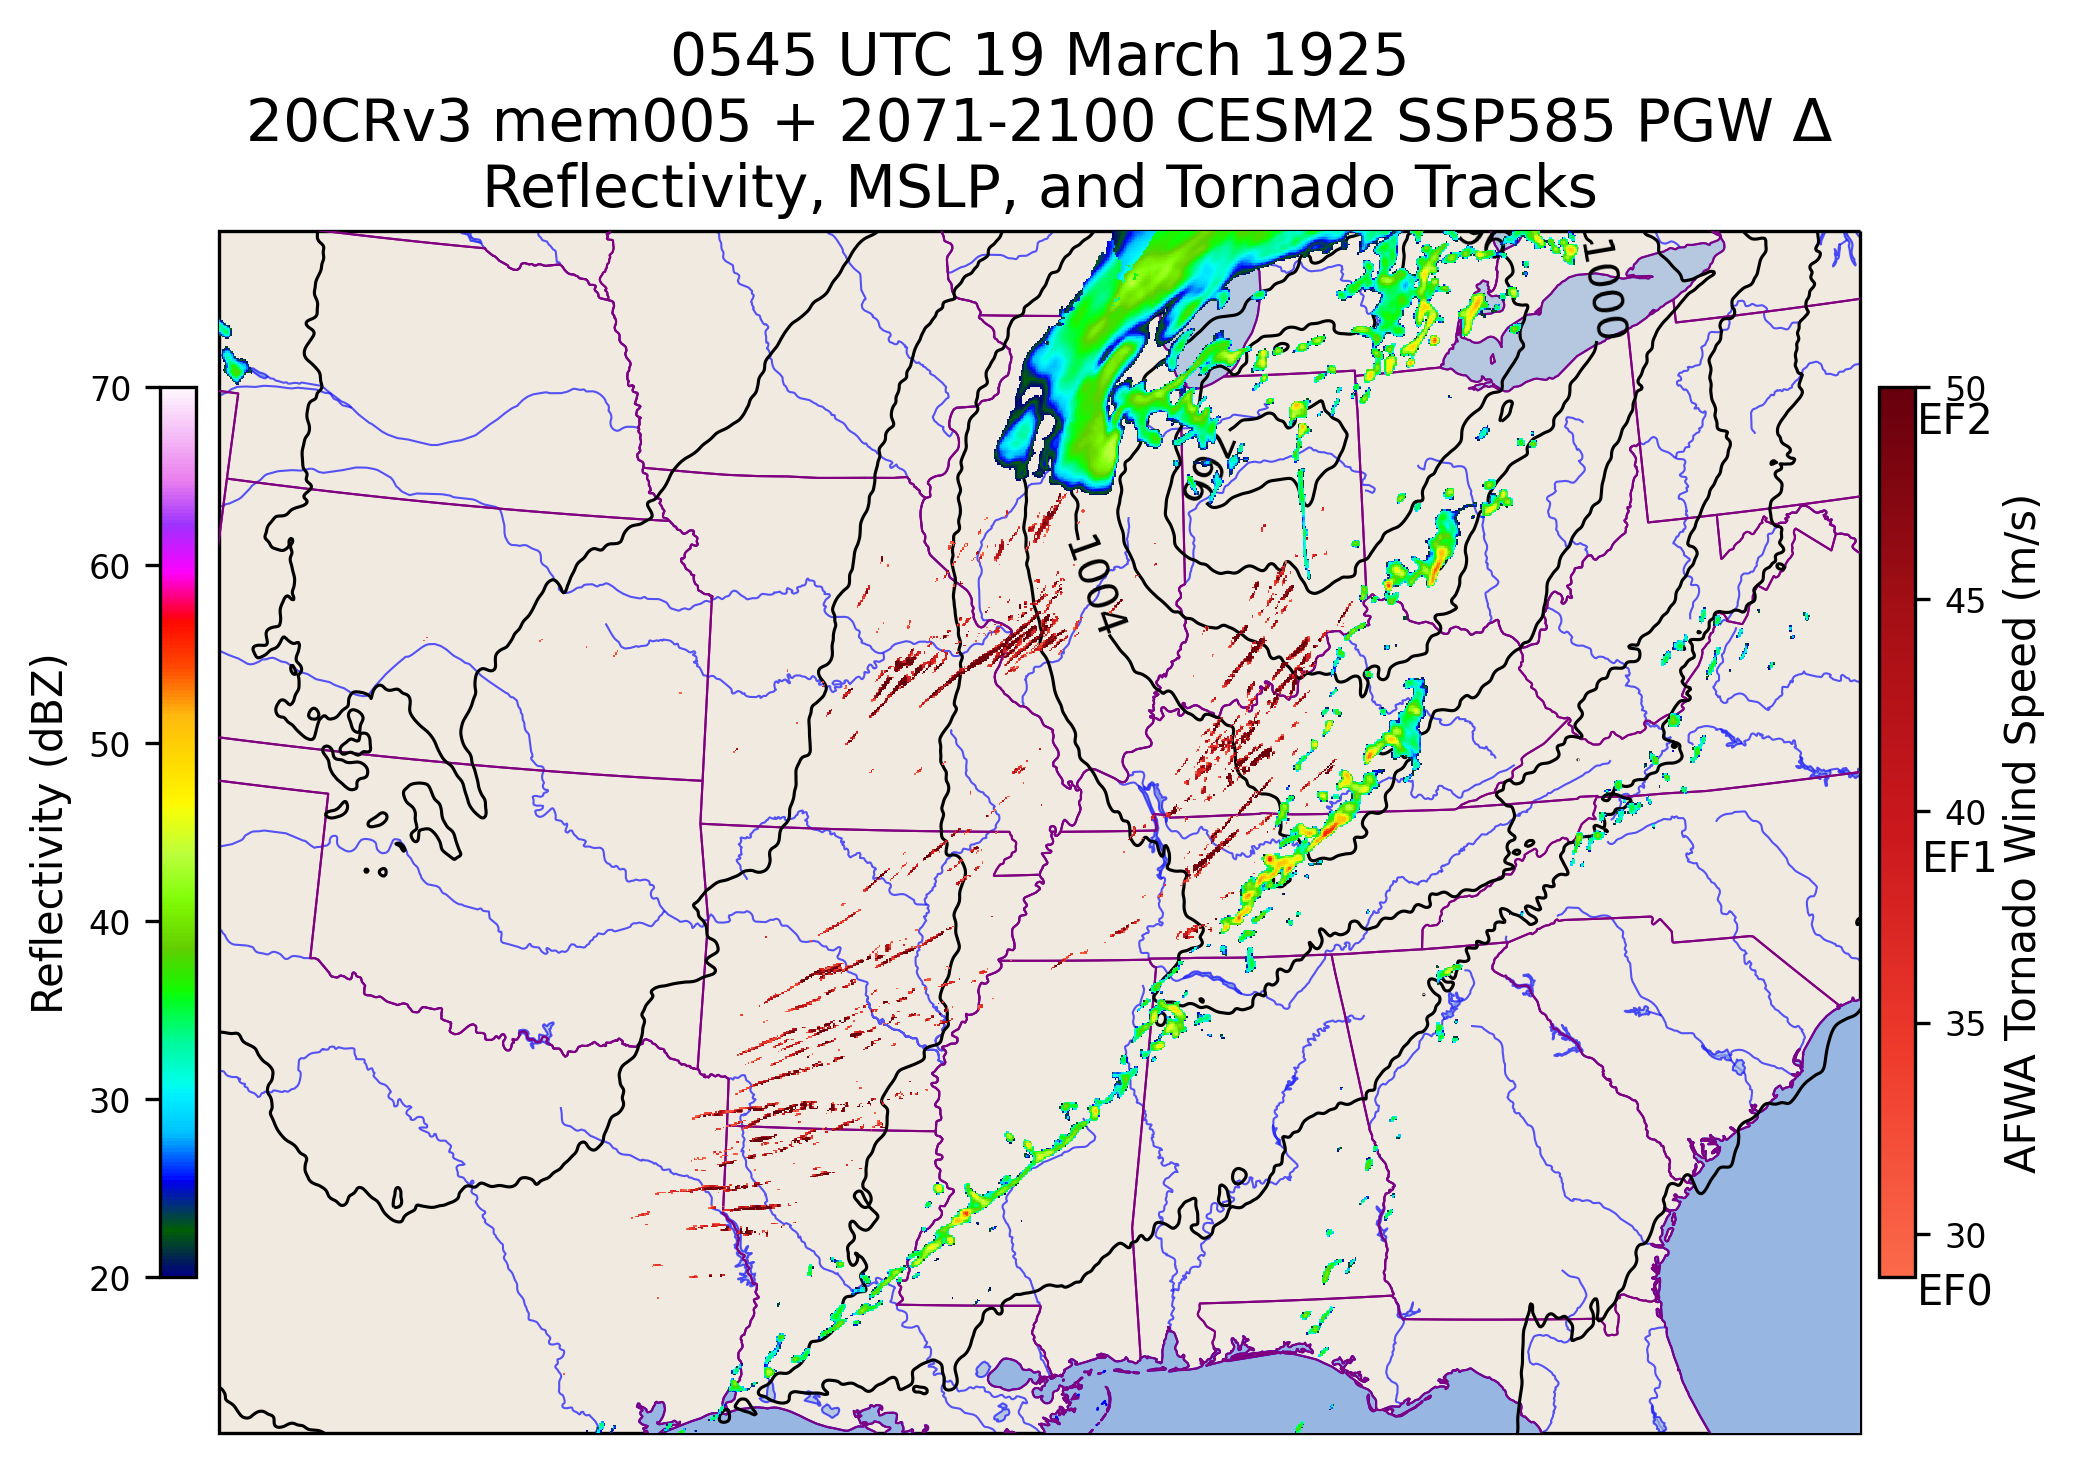 0545 UTC 19 March 1925
20CRv3 mem005 + 2071-2100 CESM2 SSP585 PGW Δ
Reflectivity, MSLP, and Tornado Tracks
1000
992
1004
70
60
50
40
30
20
Reflectivity (dBZ)
50
EF2
45
40
EF1
35
30
EF0
AFWA Tornado Wind Speed (m/s)